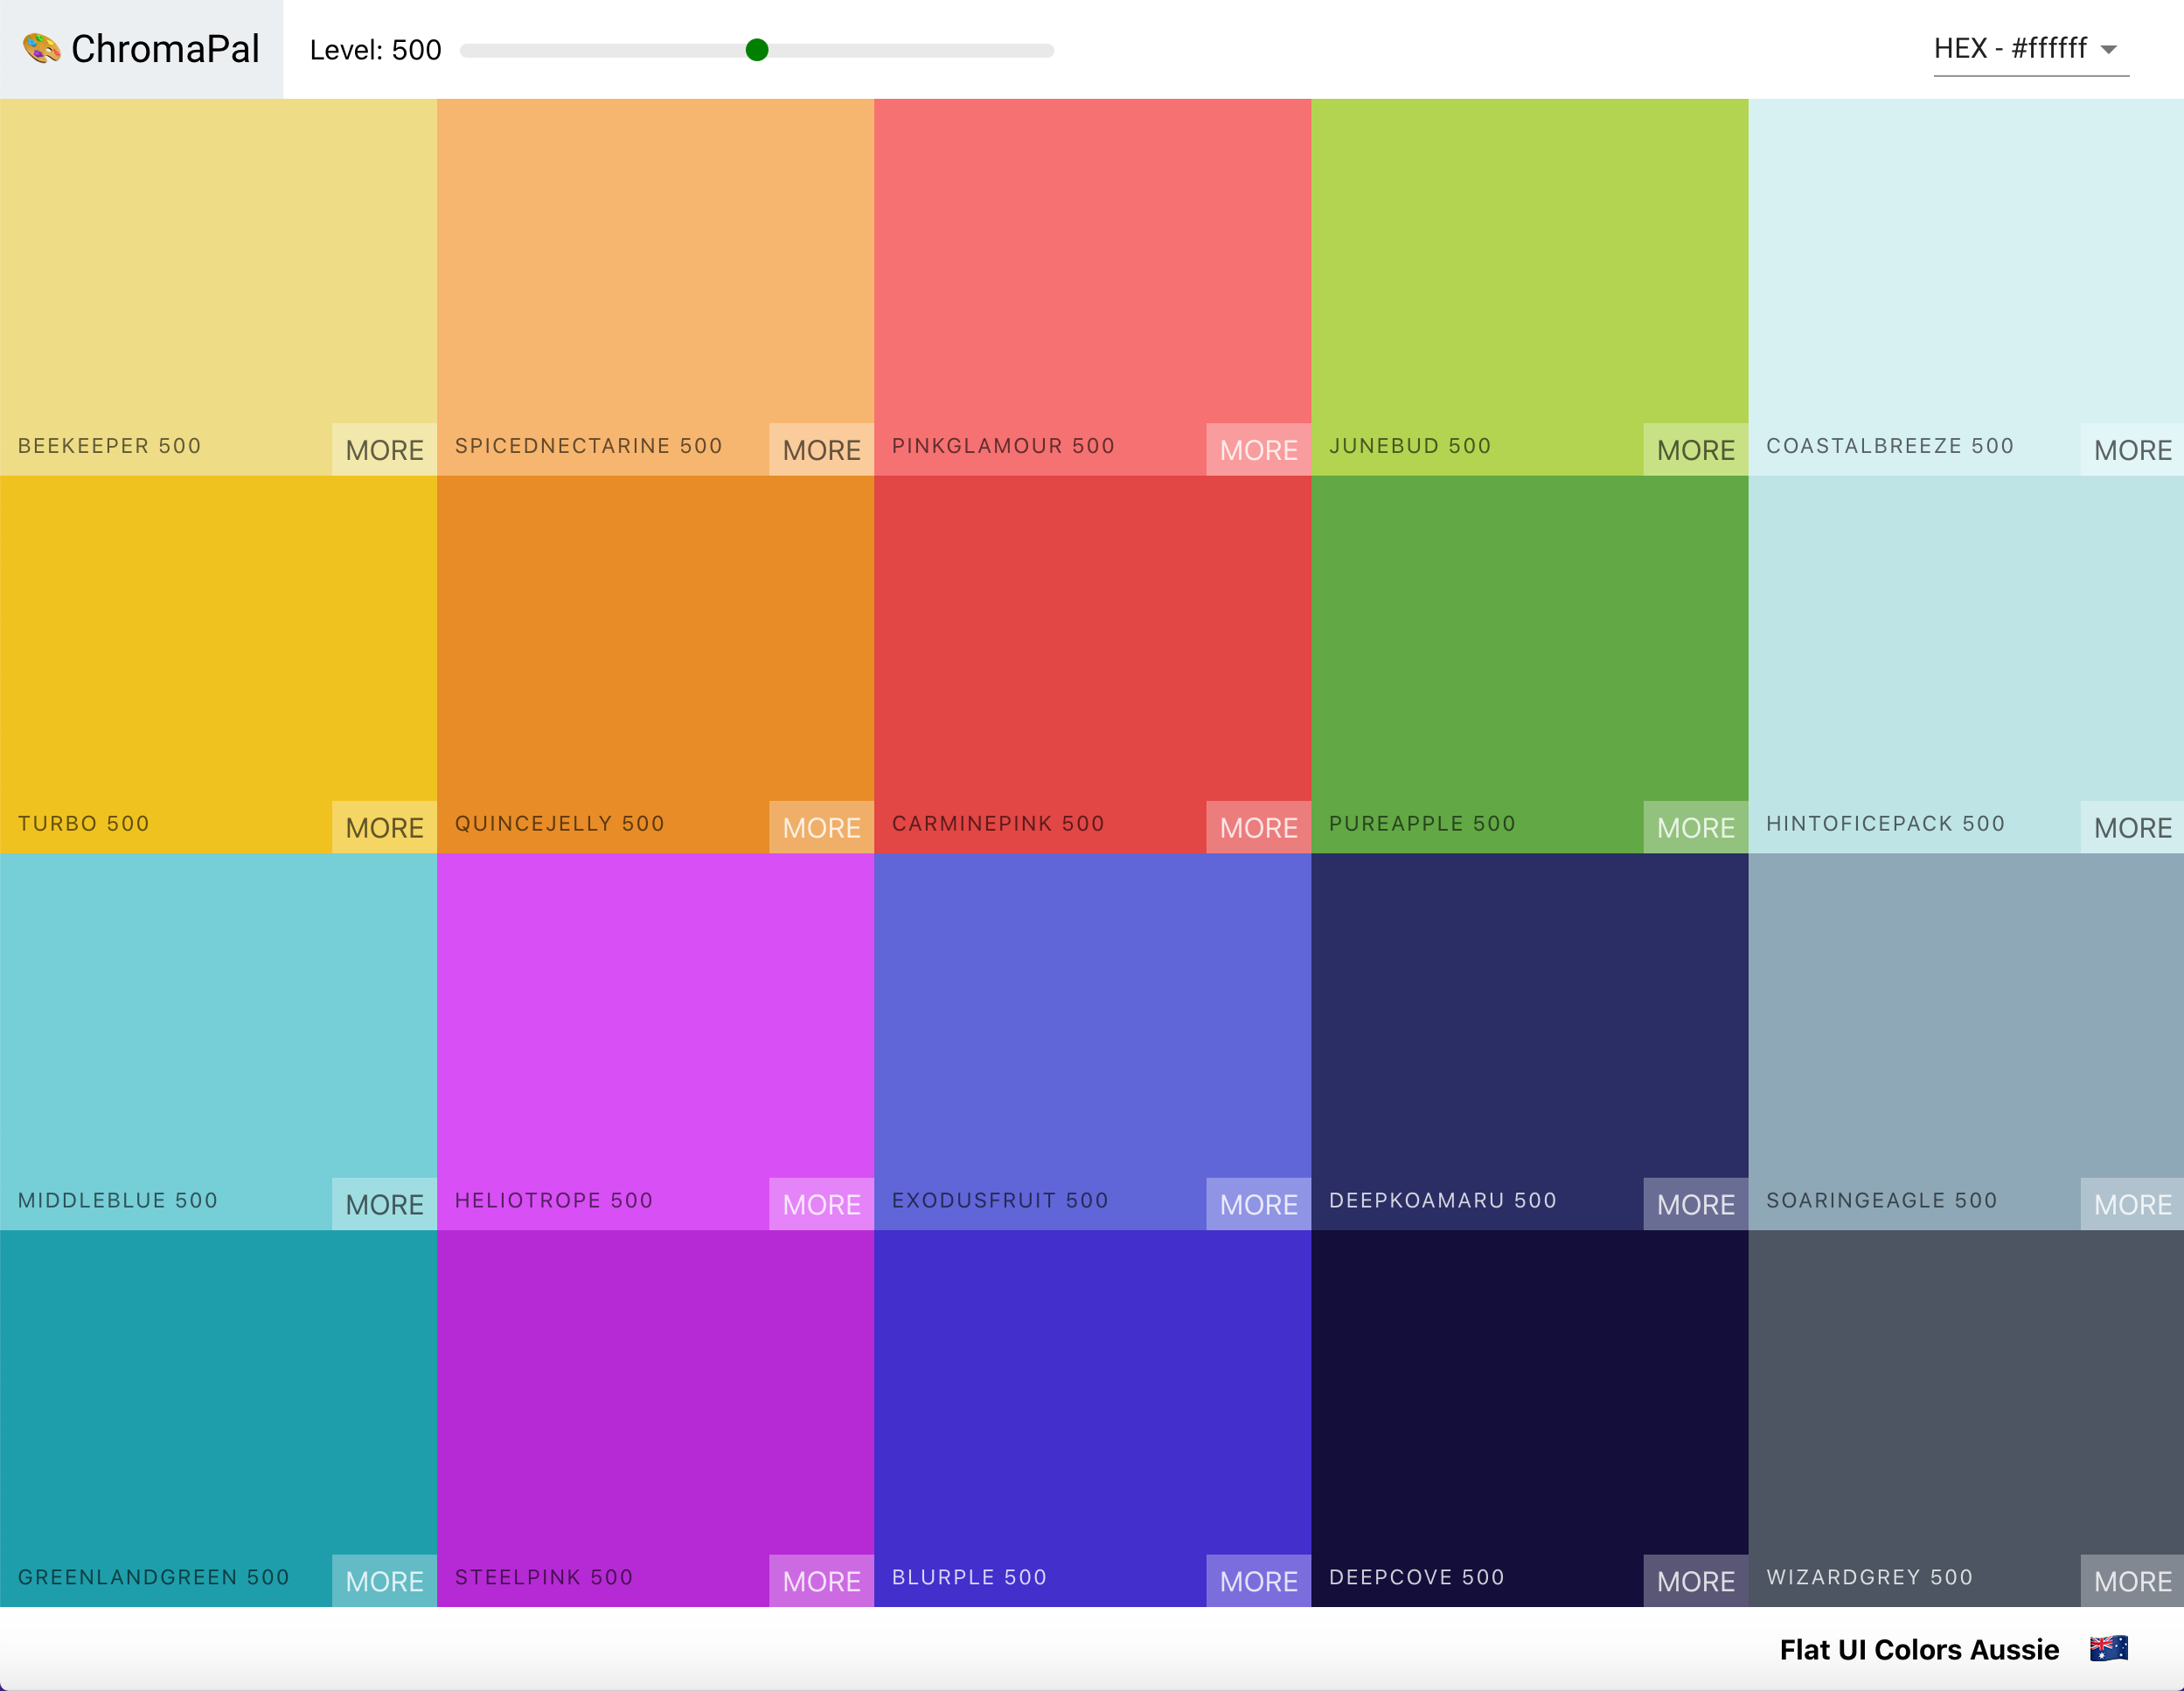 ChromaPal
Level: 500
HEX - #ffffff
BEEKEEPER 500 MORE
SPICEDNECTARINE 500 MORE
PINKGLAMOUR 500 MORE
JUNEBUD 500 MORE
COASTALBREEZE 500 MORE
TURBO 500 MORE
QUINCEJELLY 500 MORE
CARMINEPINK 500 MORE
PUREAPPLE 500 MORE
HINTOFICEPACK 500 MORE
MIDDLEBLUE 500 MORE
HELIOTROPE 500 MORE
EXODUSFRUIT 500 MORE
DEEPKOAMARU 500 MORE
SOARINGEAGLE 500 MORE
GREENLANDGREEN 500 MORE
STEELPINK 500 MORE
BLURPLE 500 MORE
DEEPCOVE 500 MORE
WIZARDGREY 500 MORE
Flat UI Colors Aussie